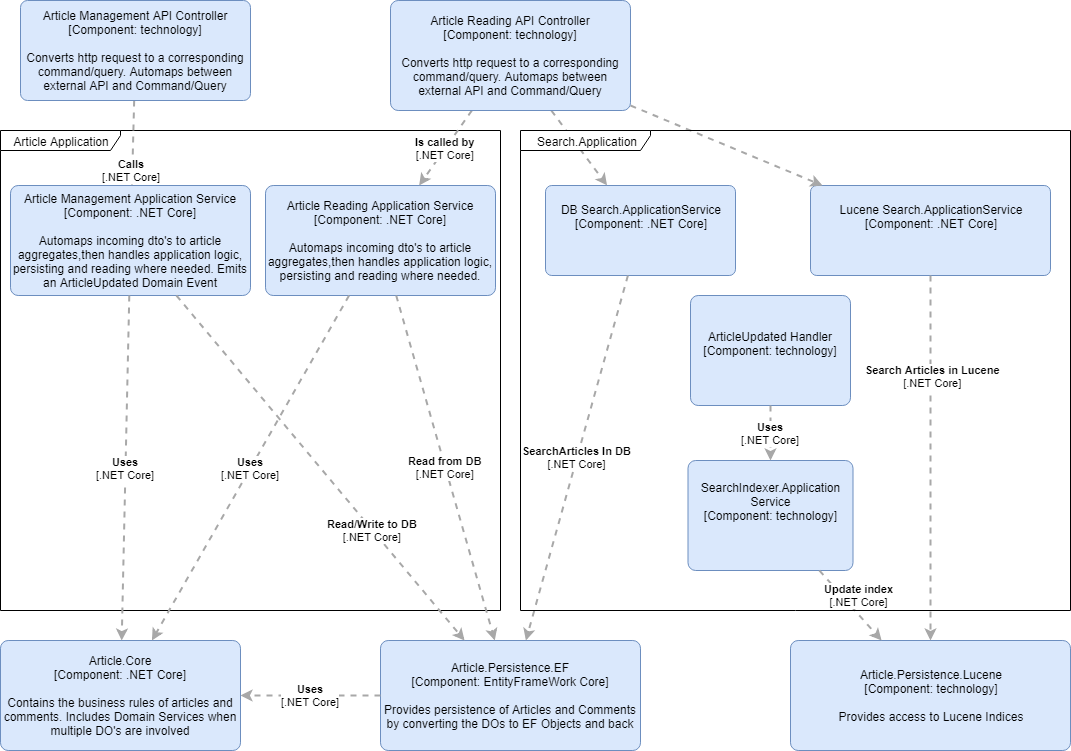 Article Management API Controller
[Component: technology]
Converts http request to a corresponding
command/query. Automaps between
external API and Command/Query
Article Reading API Controller
[Component: technology]
Converts http request to a corresponding
command/query. Automaps between
external API and Command/Query
Article Application
Calls
[.NET Core]
Is called by
[.NET Core]
Search.Application
Article Management Application Service
[Component: .NET Core]
Automaps incoming dto's to article
aggregates,then handles application logic,
persisting and reading where needed. Emits
an ArticleUpdated Domain Event
Article Reading Application Service
[Component: .NET Core]
Automaps incoming dto's to article
aggregates,then handles application logic,
persisting and reading where needed.
DB Search.ApplicationService
[Component: .NET Core]
Lucene Search.ApplicationService
[Component: .NET Core]
ArticleUpdated Handler
[Component: technology]
Search Articles in Lucene
[.NET Core]
Uses
[.NET Core]
Uses
[.NET Core]
Uses
[.NET Core]
Read from DB
[.NET Core]
SearchArticles In DB
[.NET Core]
SearchIndexer.Application
Service
[Component: technology]
Read/Write to DB
[.NET Core]
Update index
[.NET Core]
Article.Core
[Component: .NET Core]
Contains the business rules of articles and
comments. Includes Domain Services when
multiple DO's are involved
Uses
[.NET Core]
Article.Persistence.EF
[Component: EntityFrameWork Core]
Provides persistence of Articles and Comments
by converting the DOs to EF Objects and back
Article.Persistence.Lucene
[Component: technology]
Provides access to Lucene Indices